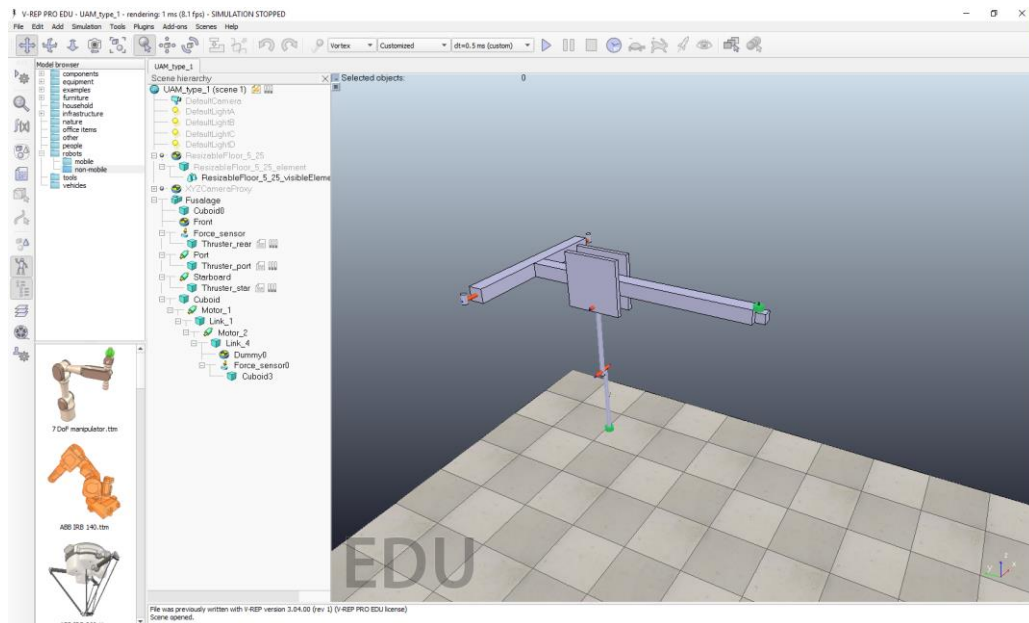 V-REP PRO EDU - UAM_type_1 - rendering: 1 ms (8.1 fps) - SIMULATION STOPPED
File Edit Add Simulation Tools Plugins Add-ons Scenes Help
Vortex Customized dt=0.5 ms (custom)
Model browser
components
equipment
examples
furniture
household
infrastructure
nature
office items
other
people
robots
mobile
non-mobile
tools
vehicles
7 DoF manipulator.ttm
ABB IRB 140.ttm
UAM_type_1
Scene hierarchy
UAM_type_1 (scene 1)
DefaultCamera
DefaultLightA
DefaultLightB
DefaultLightC
DefaultLightD
ResizableFloor_5_25
ResizableFloor_5_25_element
ResizableFloor_5_25_visibleEleme
XYZCameraProxy
Fusalage
Cuboid8
Front
Force_sensor
Thruster_rear
Port
Thruster_port
Starboard
Thruster_star
Cuboid
Motor_1
Link_1
Motor_2
Link_4
Dummy0
Force_sensor0
Cuboid3
Selected objects: 0
EDU
z
y x
File was previously written with V-REP version 3.04.00 (rev 1) (V-REP PRO EDU license)
Scene opened.